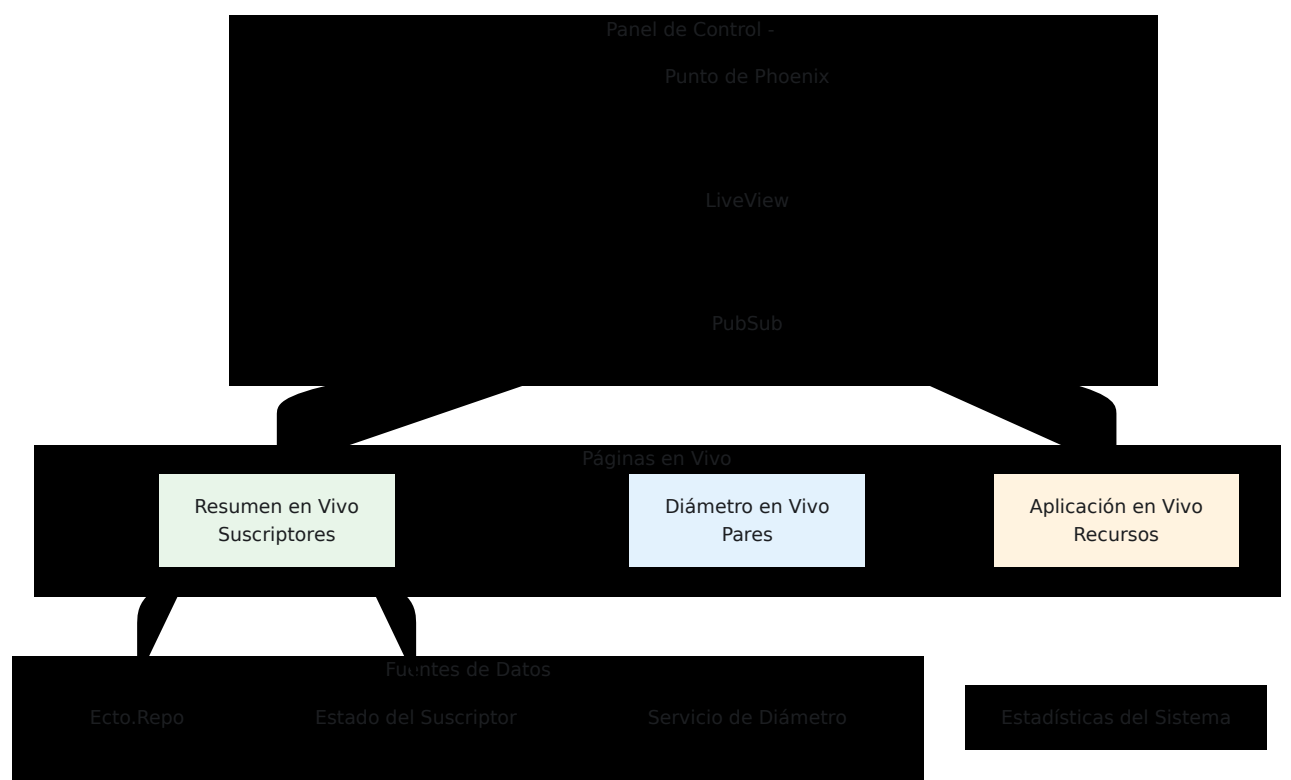 Panel de Control -
Punto de Phoenix
LiveView
PubSub
Páginas en Vivo
Resumen en Vivo
Suscriptores
Diámetro en Vivo
Pares
Aplicación en Vivo
Recursos
Fuentes de Datos
Ecto.Repo
Estado del Suscriptor
Servicio de Diámetro
Estadísticas del Sistema